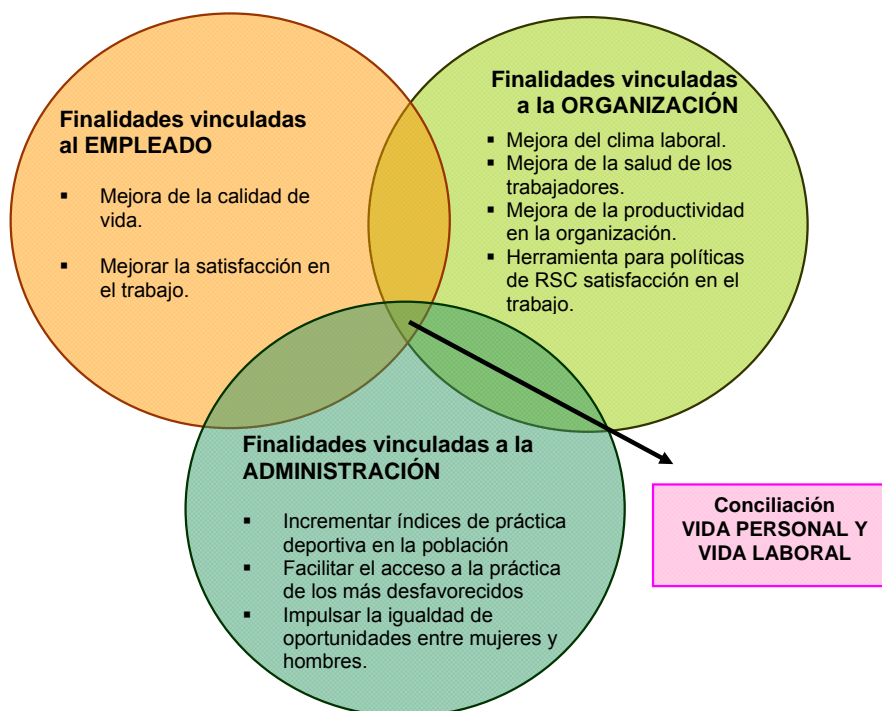 Finalidades vinculadas
al EMPLEADO
▪ Mejora de la calidad de
vida.
▪ Mejorar la satisfacción en
el trabajo.
Finalidades vinculadas
a la ORGANIZACIÓN
▪ Mejora del clima laboral.
▪ Mejora de la salud de los
trabajadores.
▪ Mejora de la productividad
en la organización.
▪ Herramienta para políticas
de RSC satisfacción en el
trabajo.
Finalidades vinculadas a la
ADMINISTRACIÓN
▪ Incrementar índices de práctica
deportiva en la población
▪ Facilitar el acceso a la práctica
de los más desfavorecidos
▪ Impulsar la igualdad de
oportunidades entre mujeres y
hombres.
Conciliación
VIDA PERSONAL Y
VIDA LABORAL